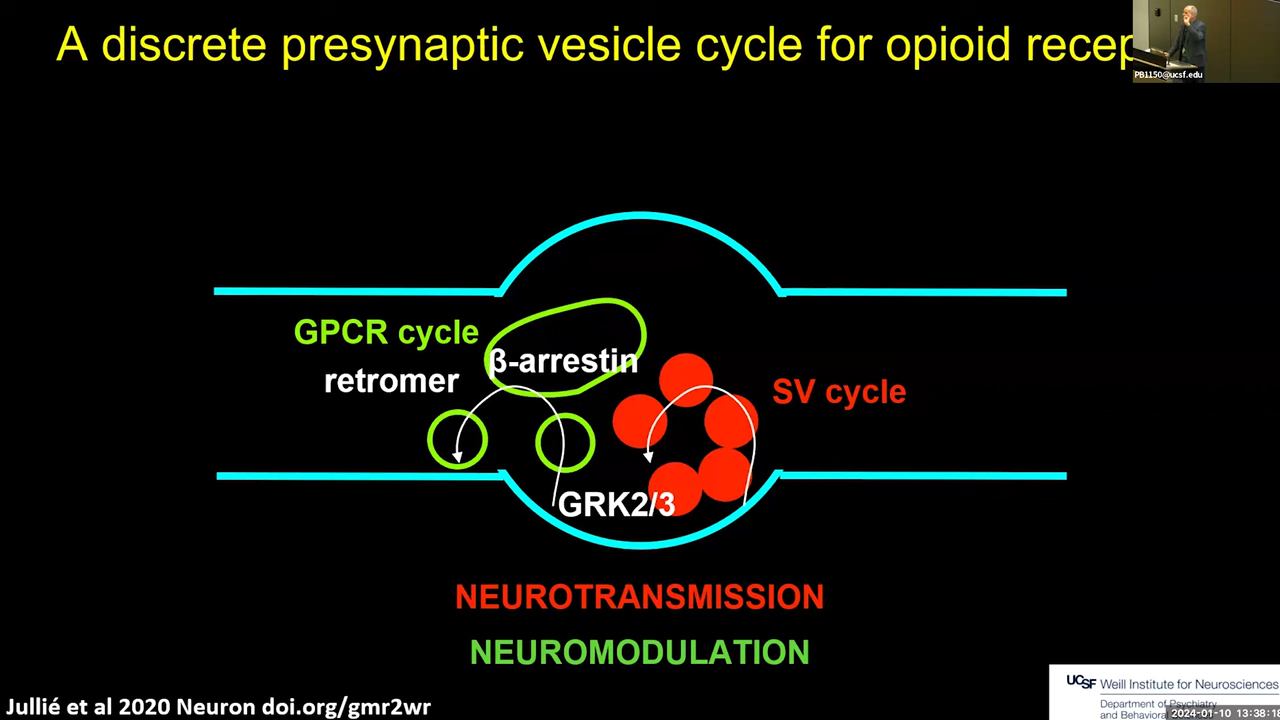 A discrete presynaptic vesicle cycle for opioid recep
PB1150@ucsf.edu
GPCR cycle
β-arrestin
retromer
SV cycle
GRK2/3
NEUROTRANSMISSION
NEUROMODULATION
Jullié et al 2020 Neuron doi.org/gmr2wr
UCSF Weill Institute for Neurosciences
Department of Psychiatry
and Behavioral
2024-01-10 13:38:18